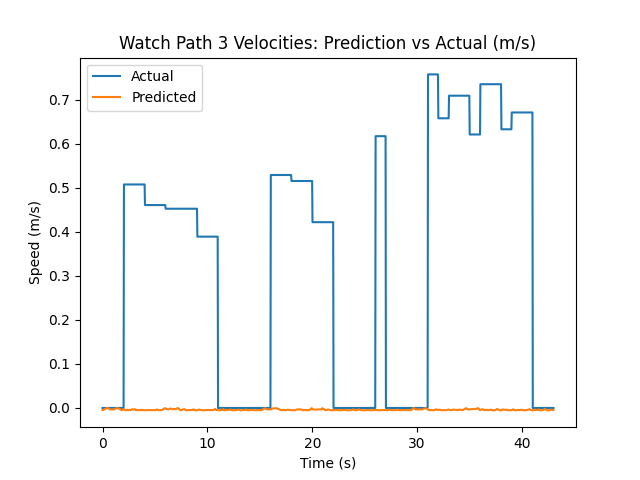 Watch Path 3 Velocities: Prediction vs Actual (m/s)
Actual
Predicted
0.7
0.6
0.5
0.4
0.3
0.2
0.1
0.0
Speed (m/s)
0 10 20 30 40
Time (s)